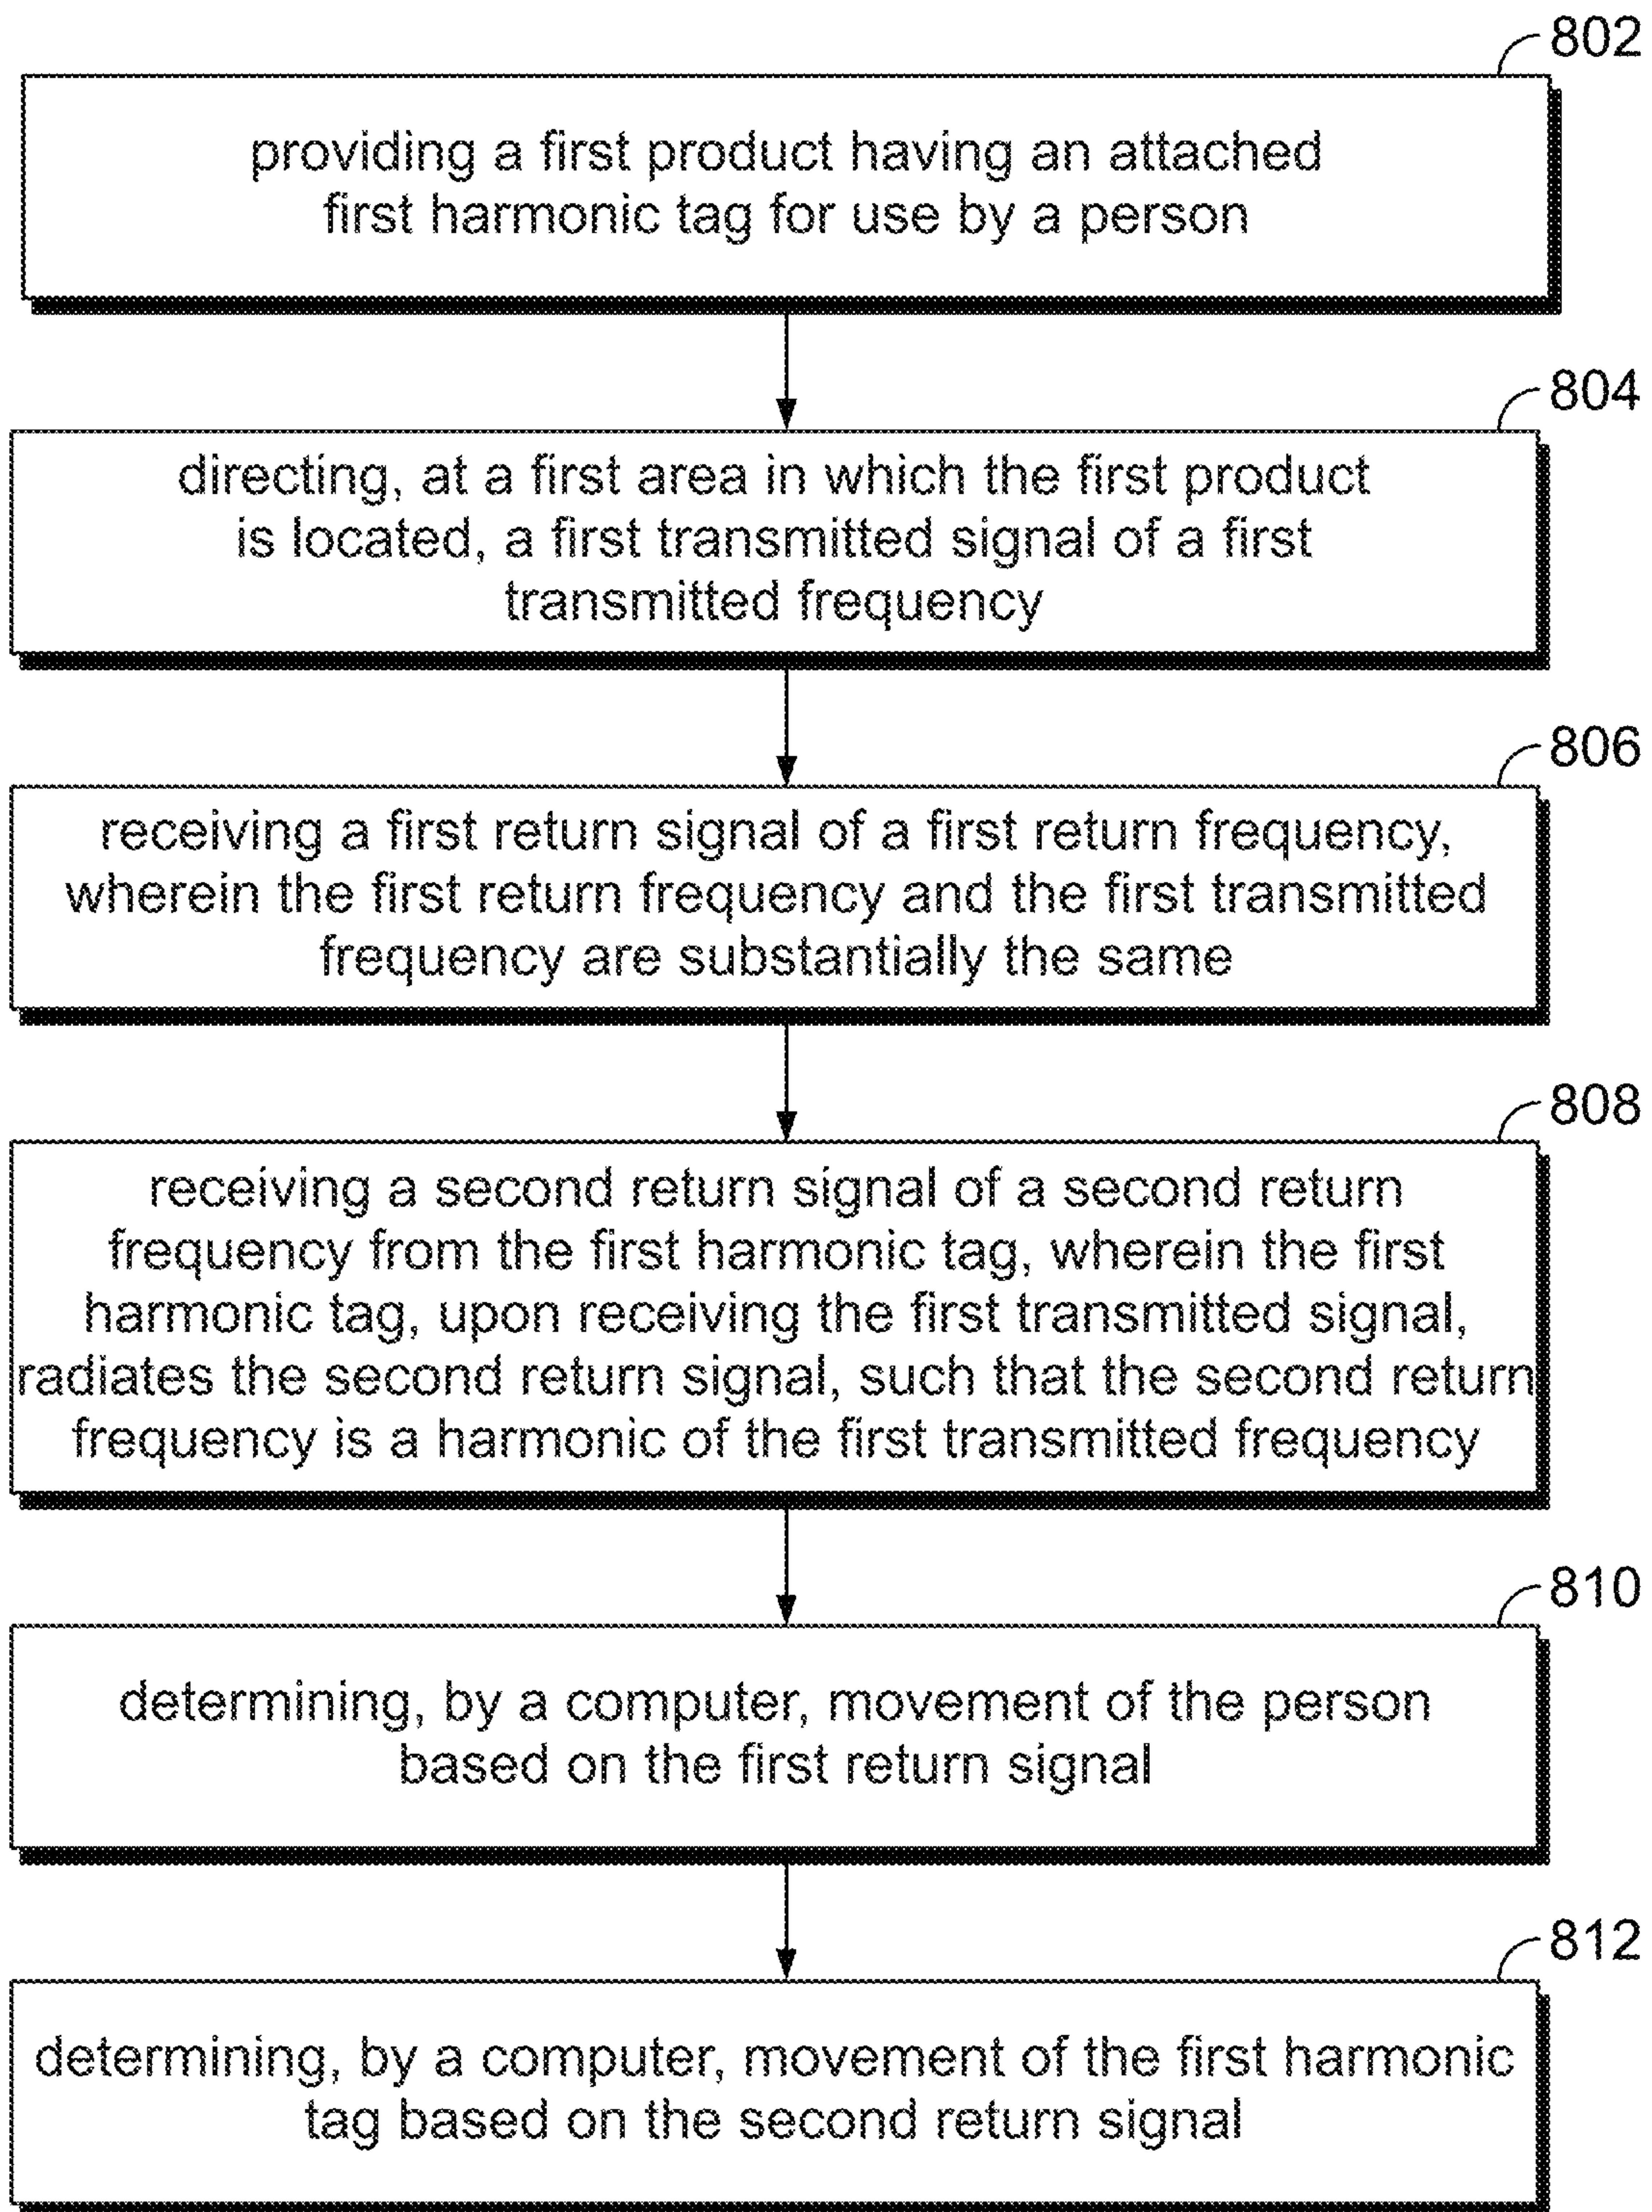 802
providing a first product having an attached
first harmonic tag for use by a person
804
directing, at a first area in which the first product
is located, a first transmitted signal of a first
transmitted frequency
806
receiving a first return signal of a first return frequency,
wherein the first return frequency and the first transmitted
frequency are substantially the same
808
receiving a second return signal of a second return
frequency from the first harmonic tag, wherein the first
harmonic tag, upon receiving the first transmitted signal,
radiates the second return signal, such that the second return
frequency is a harmonic of the first transmitted frequency
810
determining, by a computer, movement of the person
based on the first return signal
812
determining, by a computer, movement of the first harmonic
tag based on the second return signal